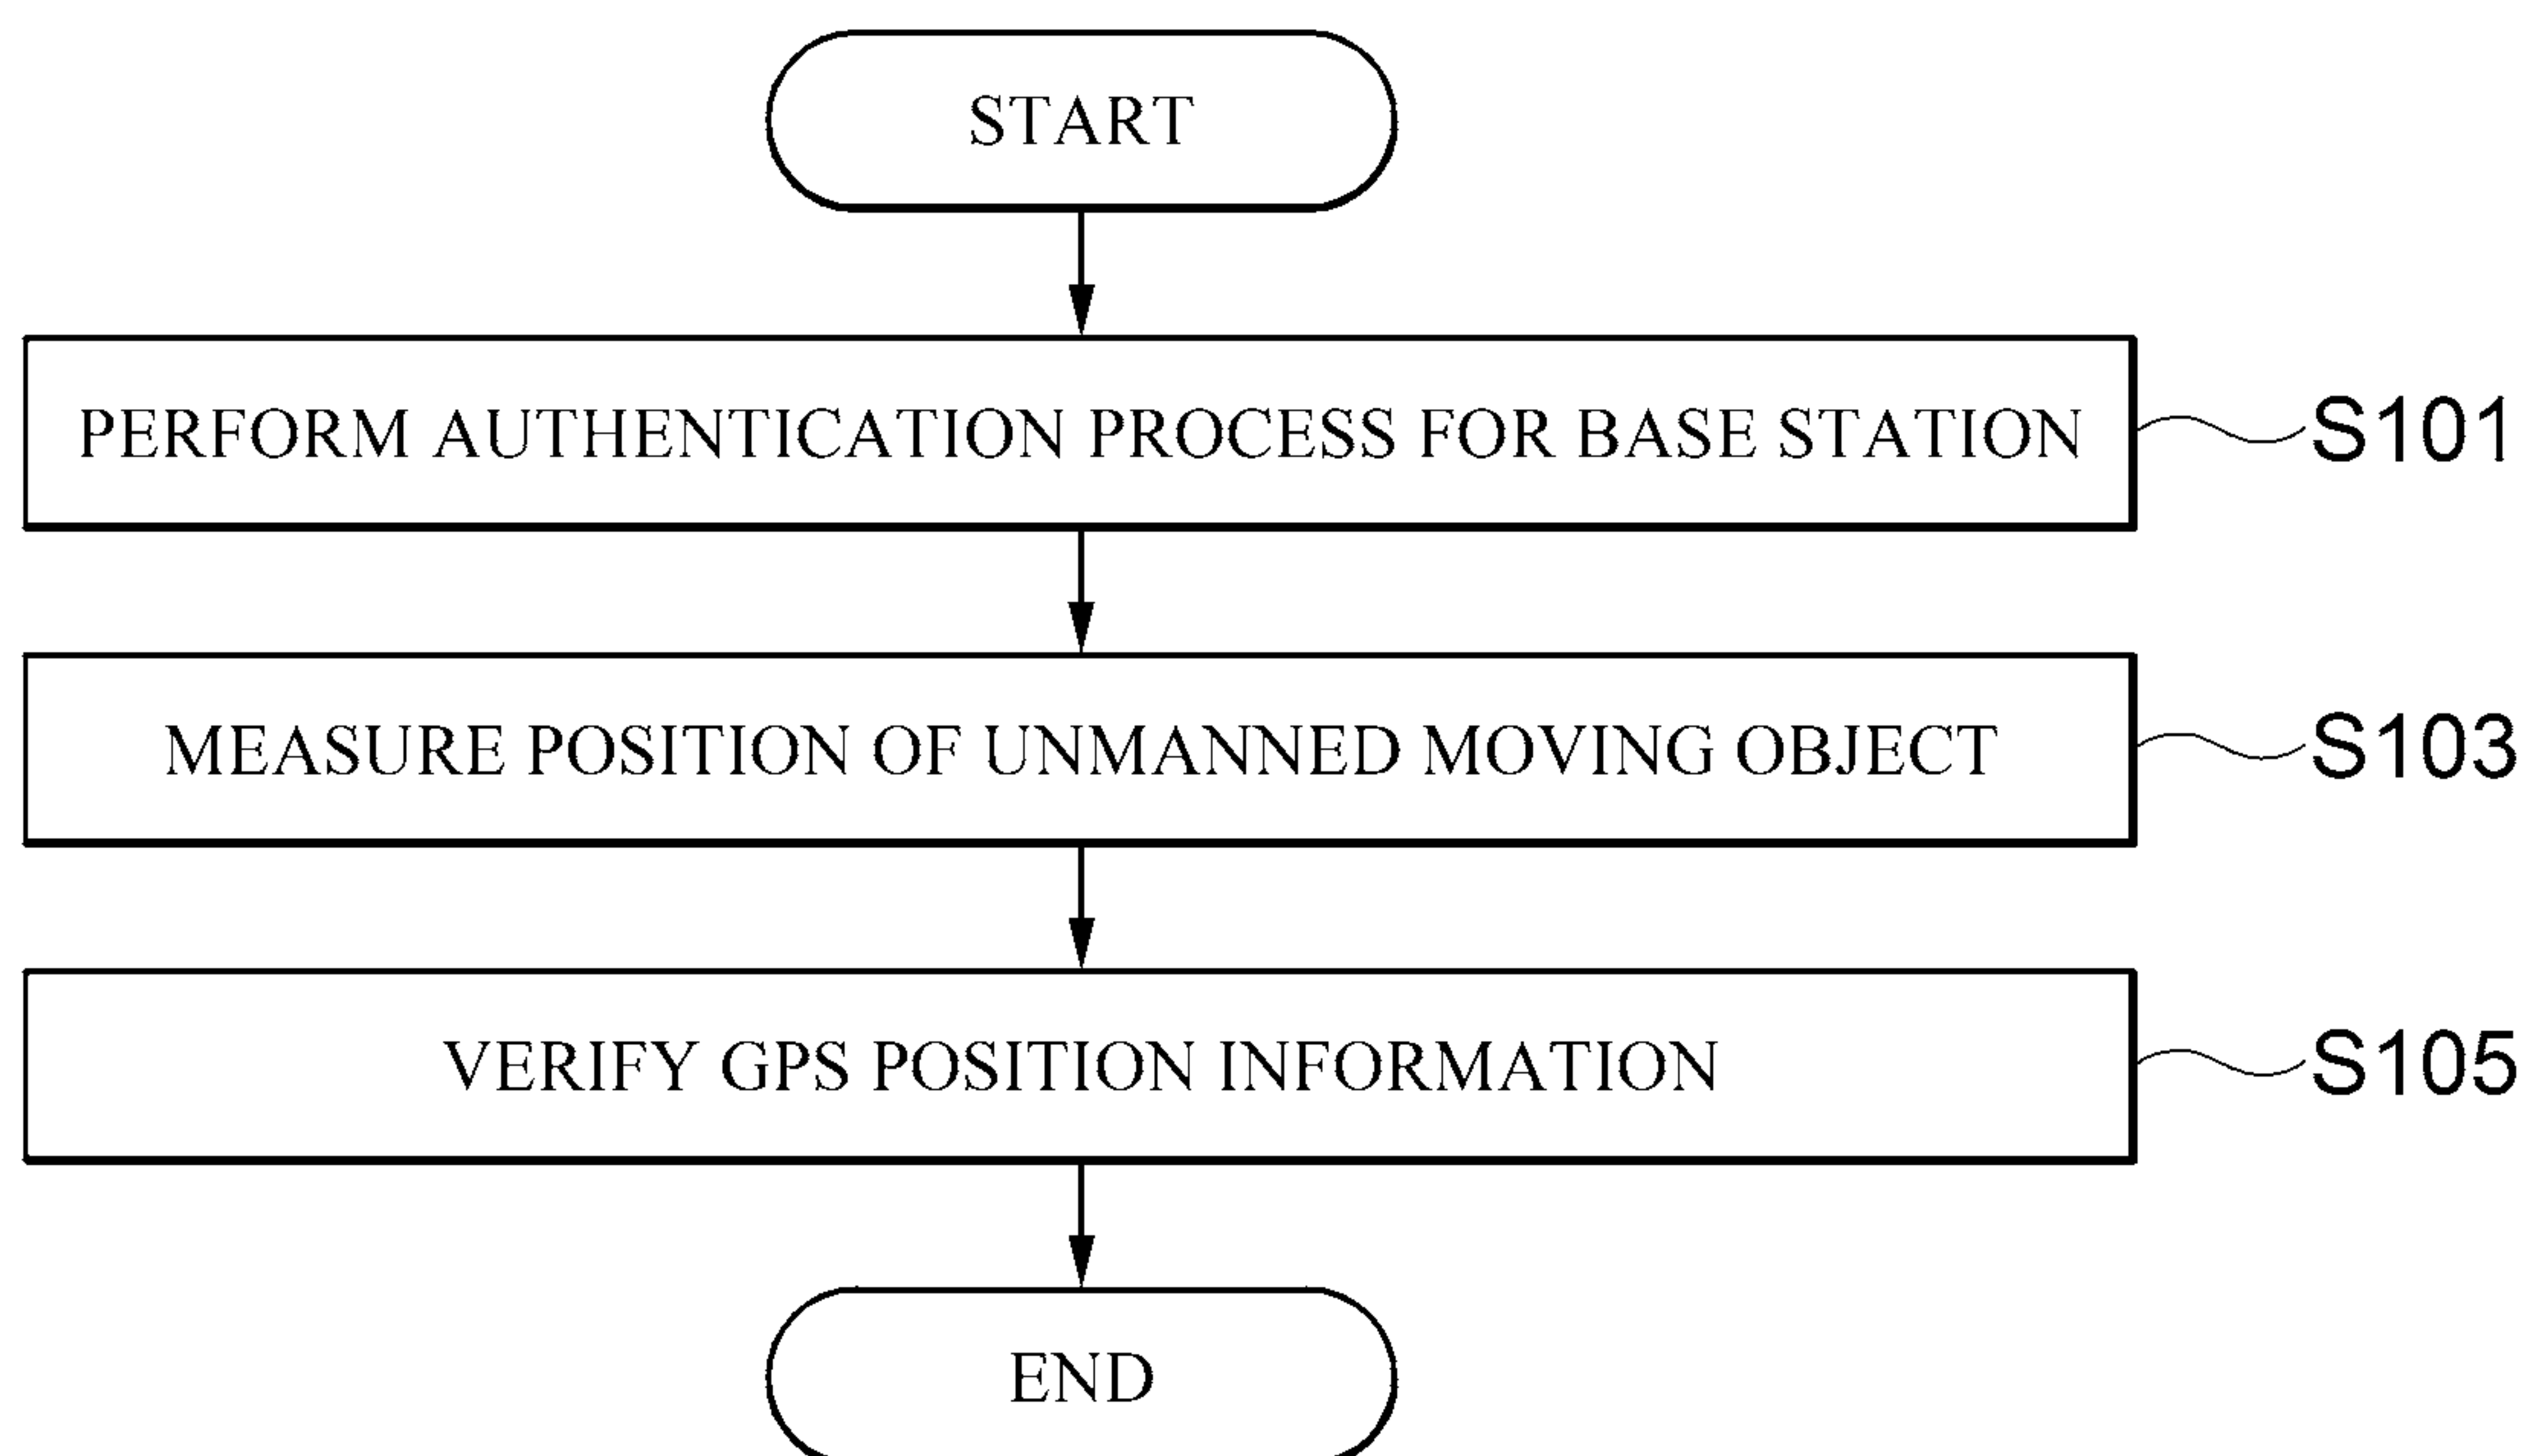 START
PERFORM AUTHENTICATION PROCESS FOR BASE STATION
S101
MEASURE POSITION OF UNMANNED MOVING OBJECT
S103
VERIFY GPS POSITION INFORMATION
S105
END